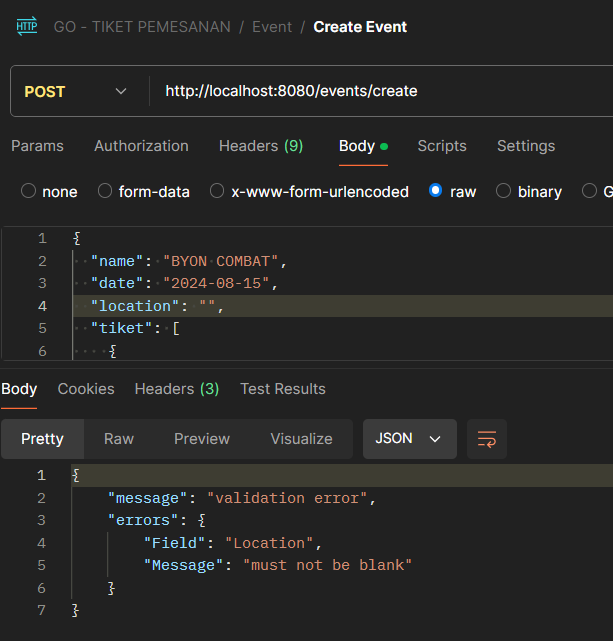 HTTP GO - TIKET PEMESANAN / Event / Create Event
POST http://localhost:8080/events/create
Params Authorization Headers (9) Body Scripts Settings
none form-data x-www-form-urlencoded raw binary G
1 {
2 "name": "BYON COMBAT",
3 "date": "2024-08-15",
4 "location": "",
5 "tiket": [
6 {
Body Cookies Headers (3) Test Results
Pretty Raw Preview Visualize JSON
1 {
2 "message": "validation error",
3 "errors": {
4 "Field": "Location",
5 "Message": "must not be blank"
6 }
7 }